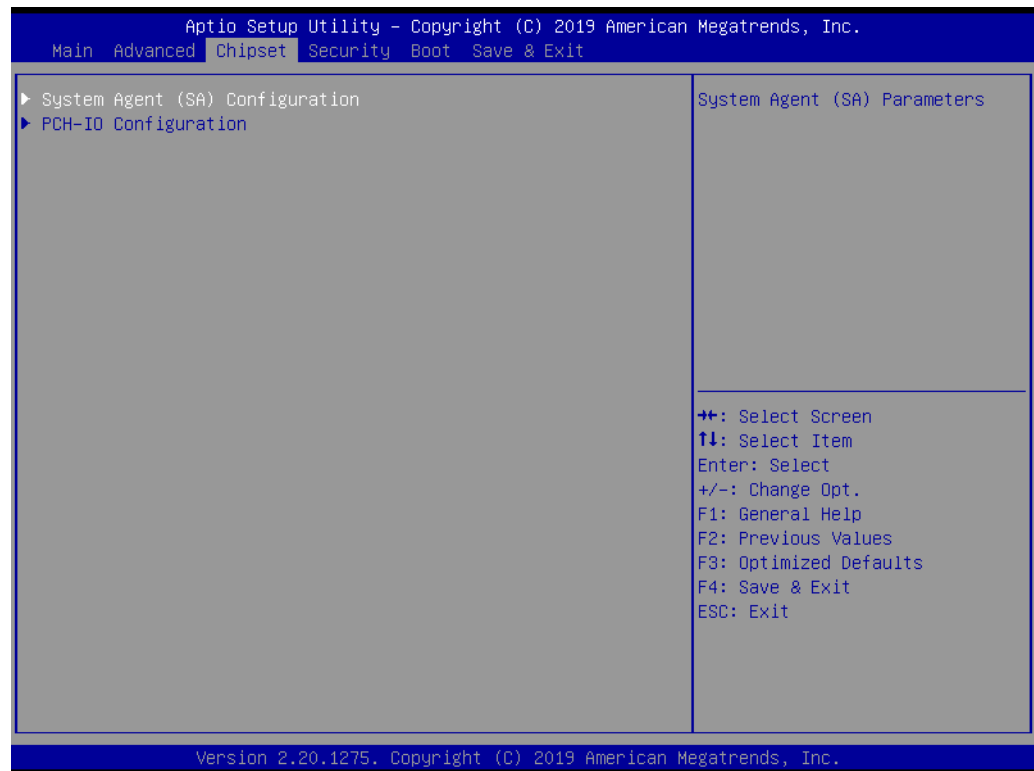 Aptio Setup Utility – Copyright (C) 2019 American Megatrends, Inc.
Main Advanced Chipset Security Boot Save & Exit
System Agent (SA) Configuration
PCH-IO Configuration
System Agent (SA) Parameters
→←: Select Screen
↑↓: Select Item
Enter: Select
+/-: Change Opt.
F1: General Help
F2: Previous Values
F3: Optimized Defaults
F4: Save & Exit
ESC: Exit
Version 2.20.1275. Copyright (C) 2019 American Megatrends, Inc.